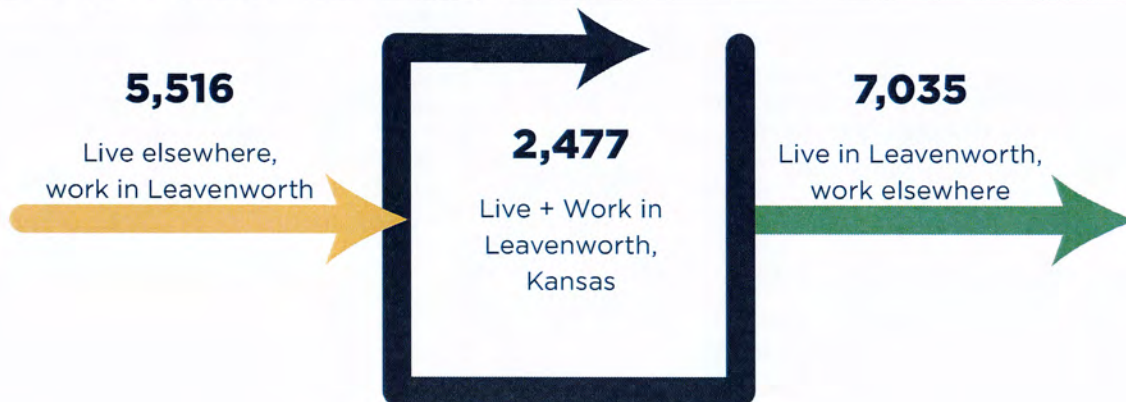 5,516
Live elsewhere,
work in Leavenworth
2,477
Live + Work in
Leavenworth,
Kansas
7,035
Live in Leavenworth,
work elsewhere